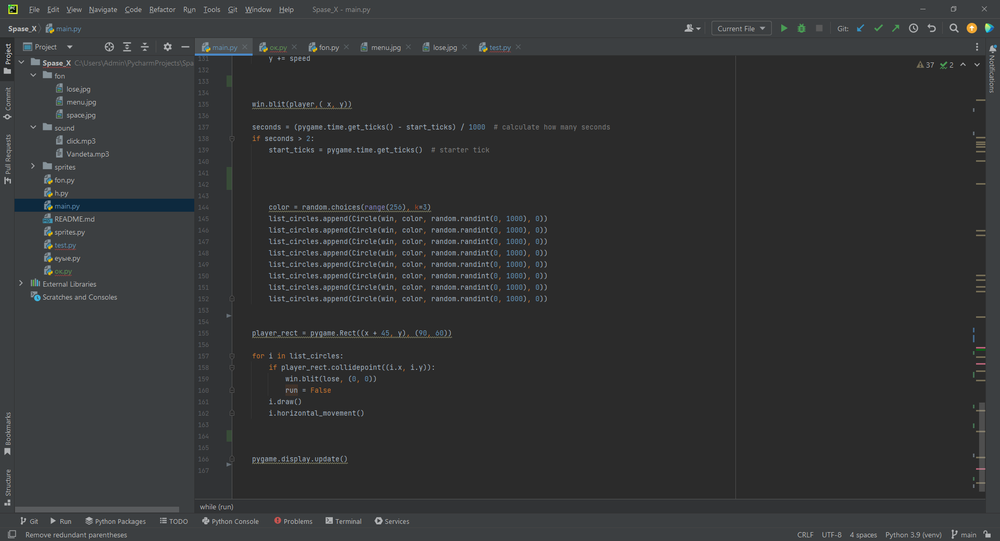 PC File Edit View Navigate Code Refactor Run Tools Git Window Help Spase_X - main.py
Spase_X main.py Current File Git:
Project main.py ок.py fon.py menu.jpg lose.jpg test.py
Project
Commit
Pull Requests
Bookmarks
Structure
Notifications
Spase_X C:\Users\Admin\PycharmProjects\Spa
fon
lose.jpg
menu.jpg
space.jpg
sound
click.mp3
Vandeta.mp3
sprites
fon.py
h.py
main.py
MD README.md
sprites.py
test.py
еуые.py
ок.py
External Libraries
Scratches and Consoles
37 2
131 y += speed
132
133
134
135 win.blit(player,( x, y))
136
137 seconds = (pygame.time.get_ticks() - start_ticks) / 1000  # calculate how many seconds
138 if seconds > 2:
139 start_ticks = pygame.time.get_ticks()  # starter tick
140
141
142
143
144 color = random.choices(range(256), k=3)
145 list_circles.append(Circle(win, color, random.randint(0, 1000), 0))
146 list_circles.append(Circle(win, color, random.randint(0, 1000), 0))
147 list_circles.append(Circle(win, color, random.randint(0, 1000), 0))
148 list_circles.append(Circle(win, color, random.randint(0, 1000), 0))
149 list_circles.append(Circle(win, color, random.randint(0, 1000), 0))
150 list_circles.append(Circle(win, color, random.randint(0, 1000), 0))
151 list_circles.append(Circle(win, color, random.randint(0, 1000), 0))
152 list_circles.append(Circle(win, color, random.randint(0, 1000), 0))
153
154
155 player_rect = pygame.Rect((x + 45, y), (90, 60))
156
157 for i in list_circles:
158 if player_rect.collidepoint((i.x, i.y)):
159 win.blit(lose, (0, 0))
160 run = False
161 i.draw()
162 i.horizontal_movement()
163
164
165
166 pygame.display.update()
167
while (run)
Git Run Python Packages TODO Python Console Problems Terminal Services
Remove redundant parentheses CRLF UTF-8 4 spaces Python 3.9 (venv) main